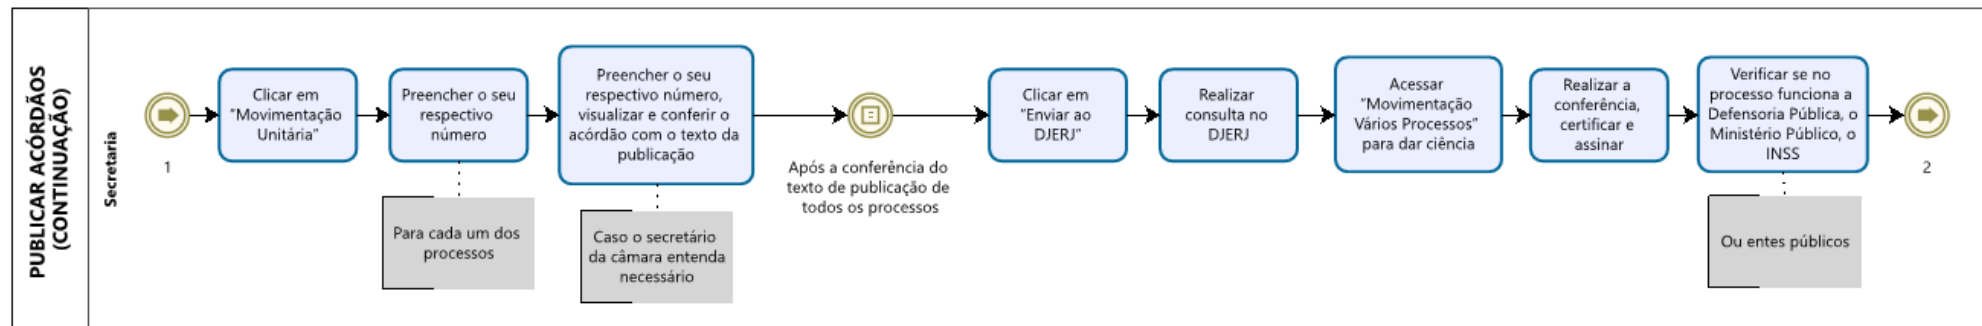 PUBLICAR ACÓRDÃOS
(CONTINUAÇÃO)
Secretaria
1
Clicar em
“Movimentação
Unitária”
Preencher o seu
respectivo
número
Para cada um dos
processos
Preencher o seu
respectivo número,
visualizar e conferir o
acórdão com o texto da
publicação
Caso o secretário
da câmara entenda
necessário
Após a conferência do
texto de publicação de
todos os processos
Clicar em
“Enviar ao
DJERJ”
Realizar
consulta no
DJERJ
Acessar
“Movimentação
Vários Processos”
para dar ciência
Realizar a
conferência,
certificar e
assinar
Verificar se no
processo funciona a
Defensoria Pública, o
Ministério Público, o
INSS
Ou entes públicos
2